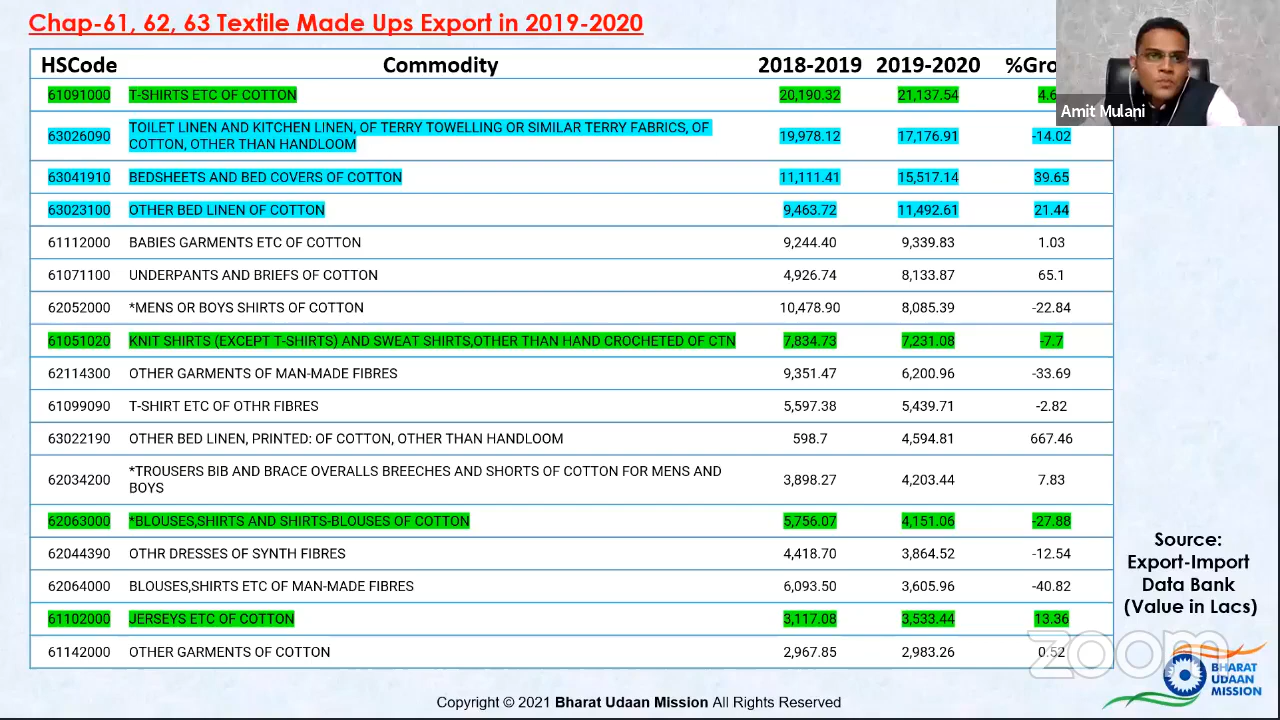 Chap-61, 62, 63 Textile Made Ups Export in 2019-2020
HSCode Commodity 2018-2019 2019-2020 %Gro
61091000 T-SHIRTS ETC OF COTTON 20,190.32 21,137.54 4.6
Amit Mulani
63026090 TOILET LINEN AND KITCHEN LINEN, OF TERRY TOWELLING OR SIMILAR TERRY FABRICS, OF
COTTON, OTHER THAN HANDLOOM 19,978.12 17,176.91 -14.02
63041910 BEDSHEETS AND BED COVERS OF COTTON 11,111.41 15,517.14 39.65
63023100 OTHER BED LINEN OF COTTON 9,463.72 11,492.61 21.44
61112000 BABIES GARMENTS ETC OF COTTON 9,244.40 9,339.83 1.03
61071100 UNDERPANTS AND BRIEFS OF COTTON 4,926.74 8,133.87 65.1
62052000 *MENS OR BOYS SHIRTS OF COTTON 10,478.90 8,085.39 -22.84
61051020 KNIT SHIRTS (EXCEPT T-SHIRTS) AND SWEAT SHIRTS,OTHER THAN HAND CROCHETED OF CTN 7,834.73 7,231.08 -7.7
62114300 OTHER GARMENTS OF MAN-MADE FIBRES 9,351.47 6,200.96 -33.69
61099090 T-SHIRT ETC OF OTHR FIBRES 5,597.38 5,439.71 -2.82
63022190 OTHER BED LINEN, PRINTED: OF COTTON, OTHER THAN HANDLOOM 598.7 4,594.81 667.46
62034200 *TROUSERS BIB AND BRACE OVERALLS BREECHES AND SHORTS OF COTTON FOR MENS AND
BOYS 3,898.27 4,203.44 7.83
62063000 *BLOUSES,SHIRTS AND SHIRTS-BLOUSES OF COTTON 5,756.07 4,151.06 -27.88
62044390 OTHR DRESSES OF SYNTH FIBRES 4,418.70 3,864.52 -12.54
62064000 BLOUSES,SHIRTS ETC OF MAN-MADE FIBRES 6,093.50 3,605.96 -40.82
61102000 JERSEYS ETC OF COTTON 3,117.08 3,533.44 13.36
61142000 OTHER GARMENTS OF COTTON 2,967.85 2,983.26 0.52
Source:
Export-Import
Data Bank
(Value in Lacs)
zoom
BHARAT
UDAAN
MISSION
Copyright © 2021 Bharat Udaan Mission All Rights Reserved